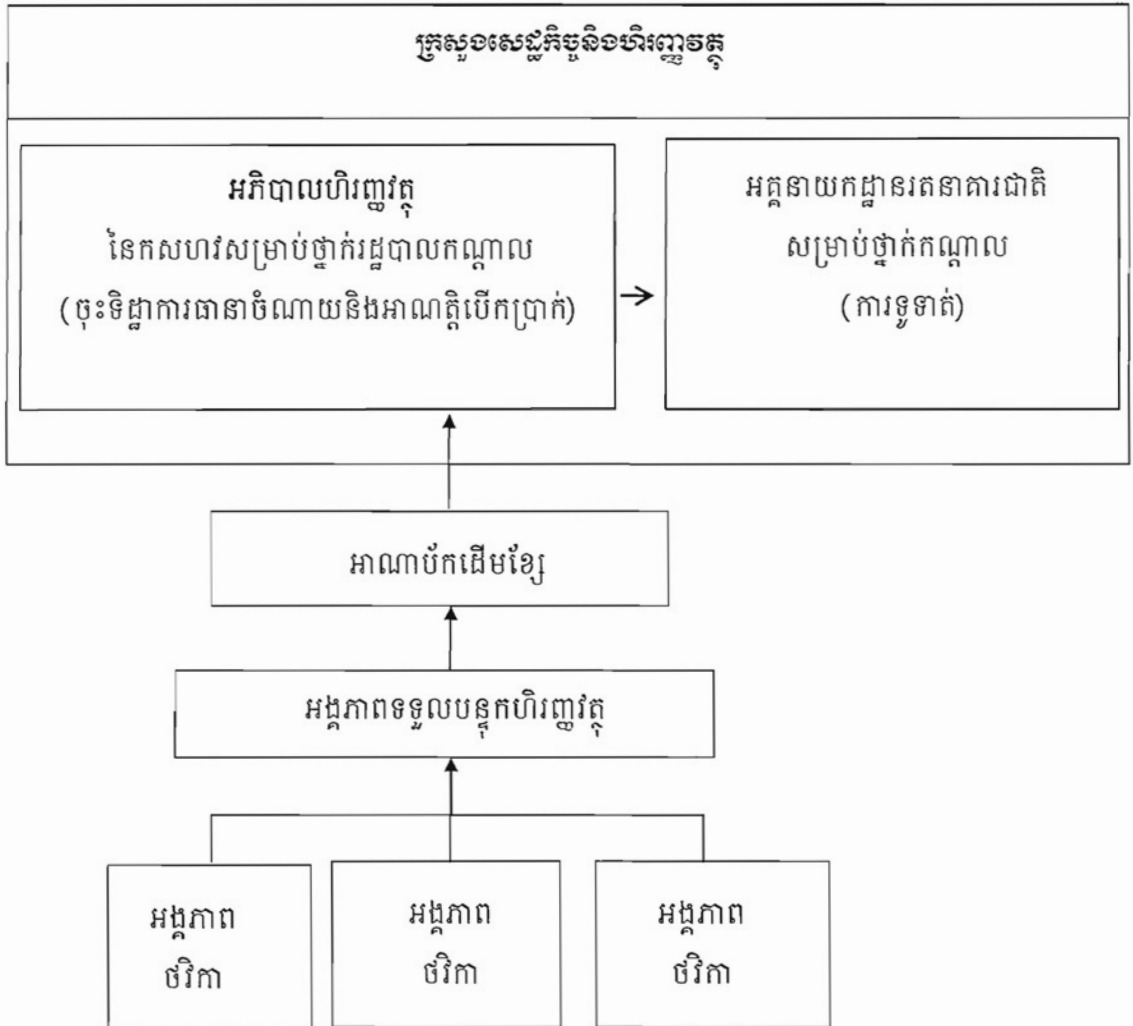 ក្រសួងសេដ្ឋកិច្ចនិងហិរញ្ញវត្ថុ
អភិបាលហិរញ្ញវត្ថុ
នៃកសហវសម្រាប់ថ្នាក់រដ្ឋបាលកណ្តាល
(ចុះទិដ្ឋាការធានាចំណាយនិងអាណត្តិបើកប្រាក់)
អគ្គនាយកដ្ឋានរតនាគារជាតិ
សម្រាប់ថ្នាក់កណ្តាល
(ការទូទាត់)
អាណាប័កដើមខ្សែ
អង្គភាពទទួលបន្ទុកហិរញ្ញវត្ថុ
អង្គភាព
ថវិកា
អង្គភាព
ថវិកា
អង្គភាព
ថវិកា